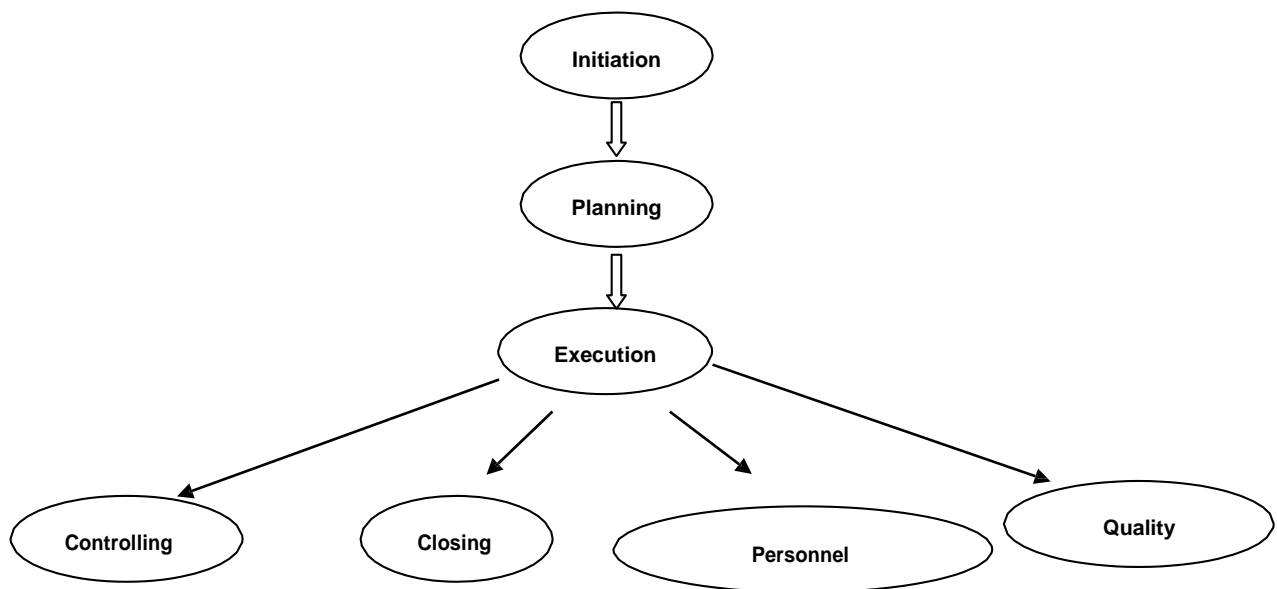 Initiation
Planning
Execution
Controlling
Closing
Personnel
Quality